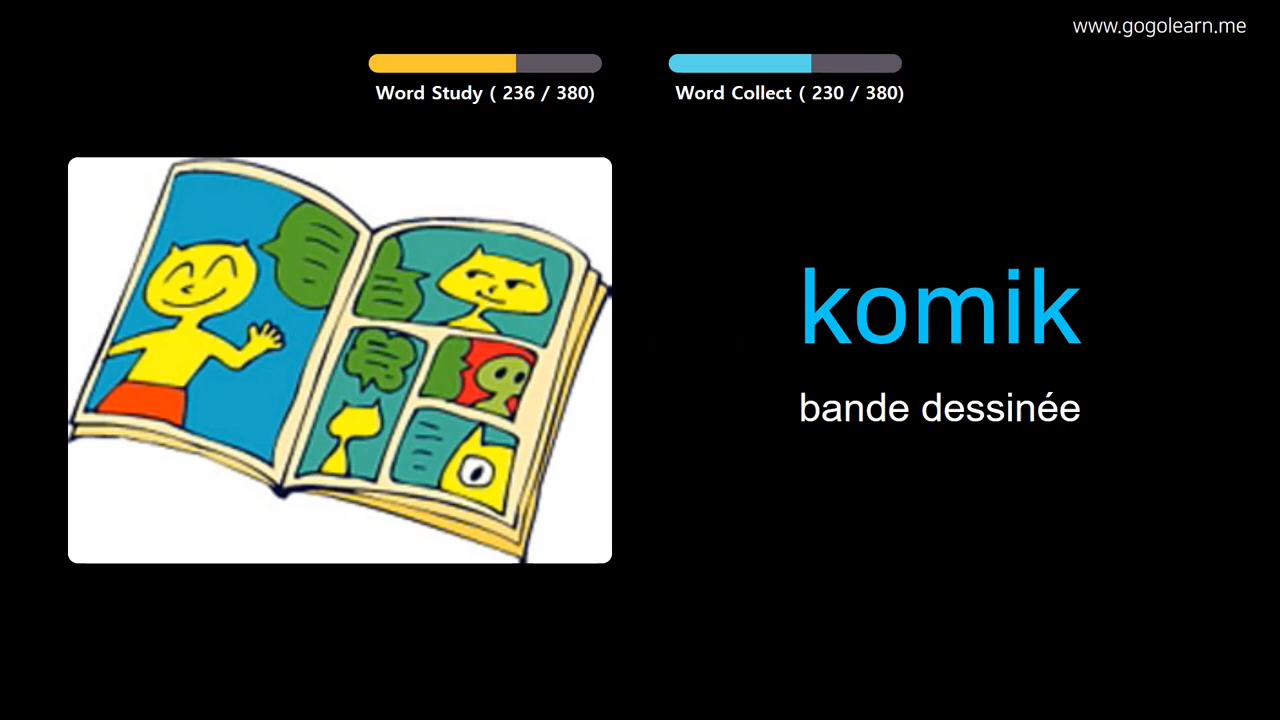 www.gogolearn.me
Word Study ( 236 / 380)
Word Collect ( 230 / 380)
komik
bande dessinée